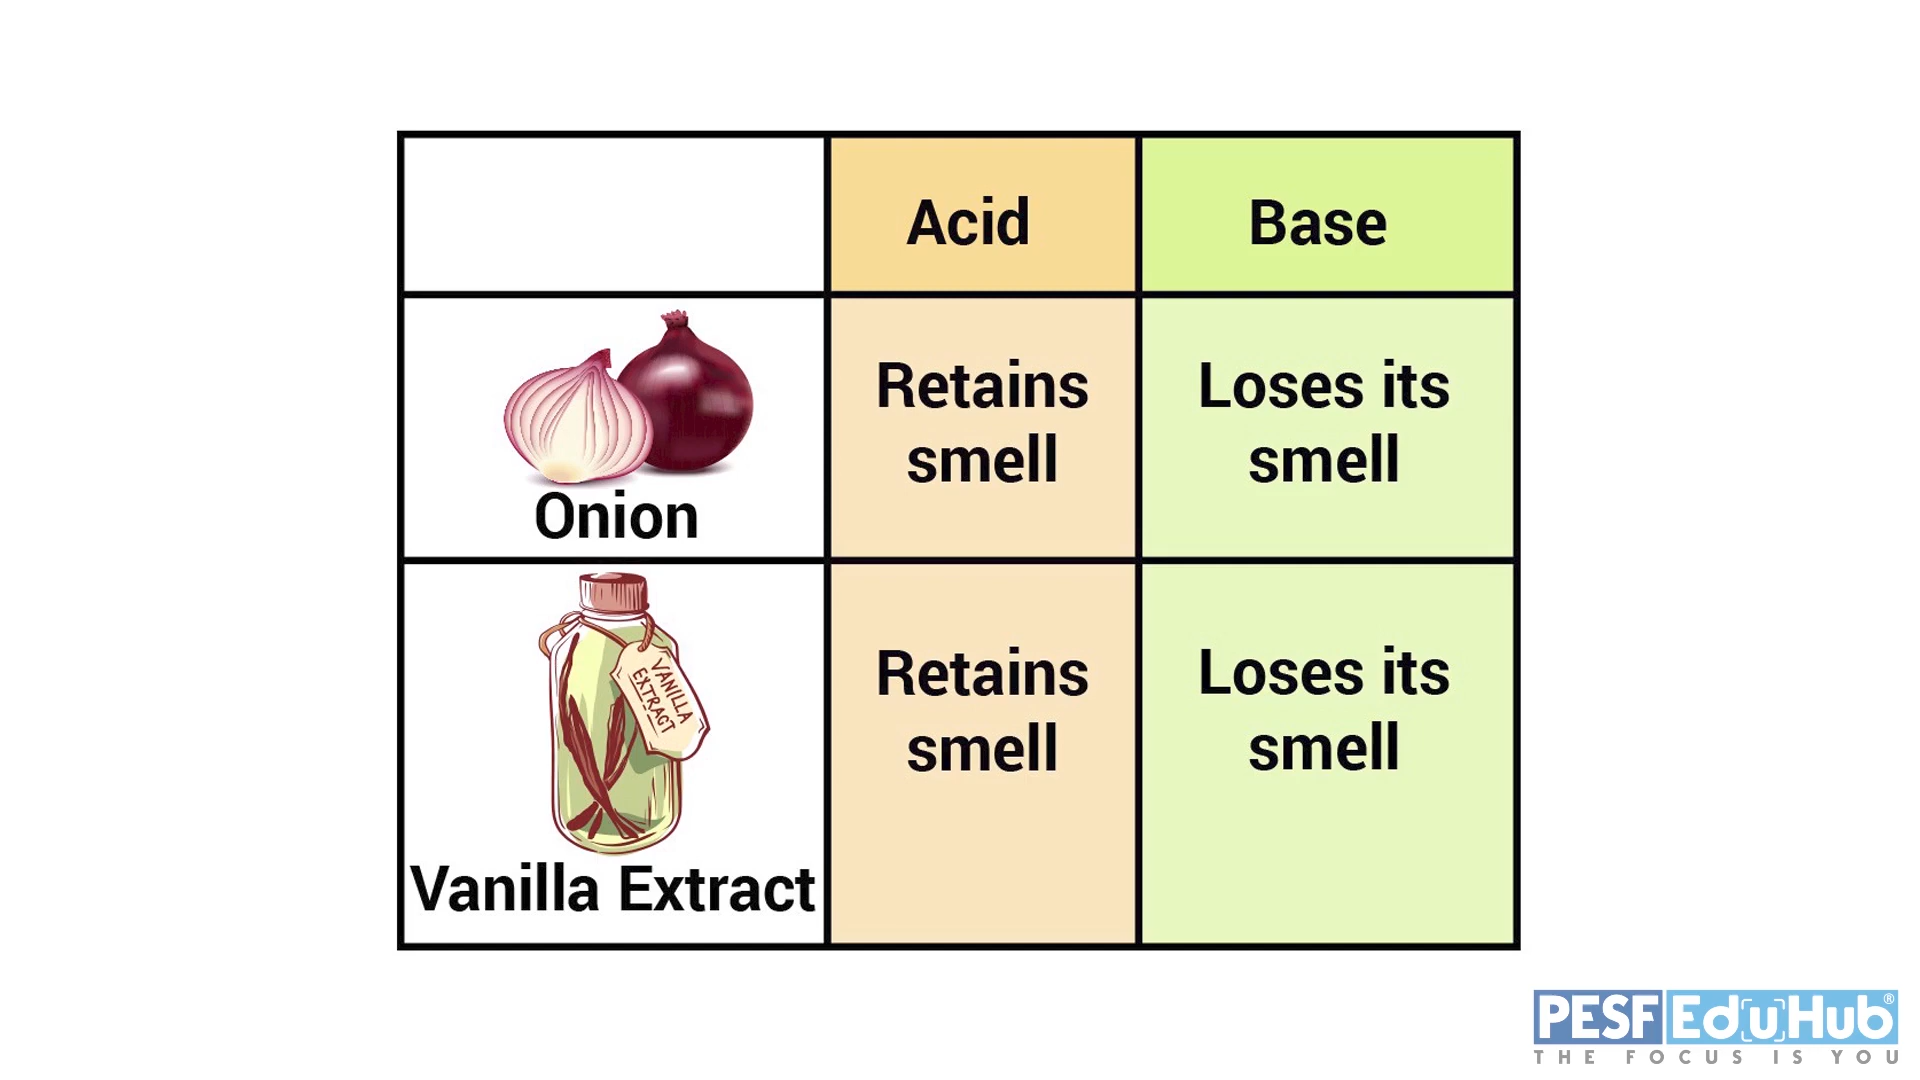 Acid
Base
Retains
smell
Loses its
smell
Onion
VANILLA
EXTRACT
Retains
smell
Loses its
smell
Vanilla Extract
PESF EduHub®
THE FOCUS IS YOU